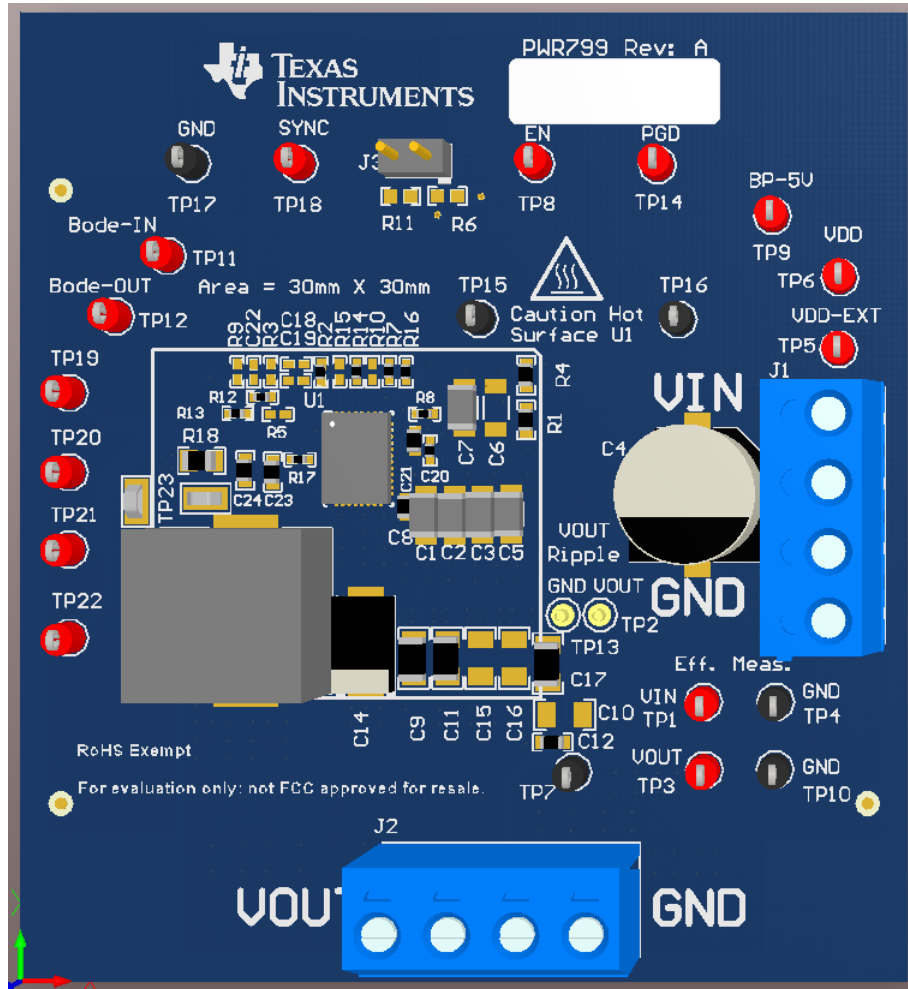 TEXAS
INSTRUMENTS
PWR799 Rev: A
GND
SYNC
J3
EN
PGD
TP17
TP18
R11
R6
TP8
TP14
BP-5V
TP9
VDD
TP6
Bode-IN
TP11
Bode-OUT
TP12
Area = 30mm X 30mm
TP15
TP16
Caution Hot
Surface U1
VDD-EXT
TP5
J1
TP19
R9
C22
R3
C18
C19
R2
R15
R14
R10
R7
R16
R4
R12
U1
R13
R5
R8
R1
VIN
C7
C6
TP20
R18
R17
C21
C20
C4
C24
C23
TP23
TP21
C8
C1
C2
C3
C5
VOUT
Ripple
GND
VOUT
GND
TP22
TP2
TP13
Eff. Meas.
C17
VIN
TP1
GND
TP4
C14
C9
C11
C15
C16
C10
C12
RoHS Exempt
VOUT
TP3
GND
TP10
TP7
For evaluation only; not FCC approved for resale.
J2
VOUT
GND